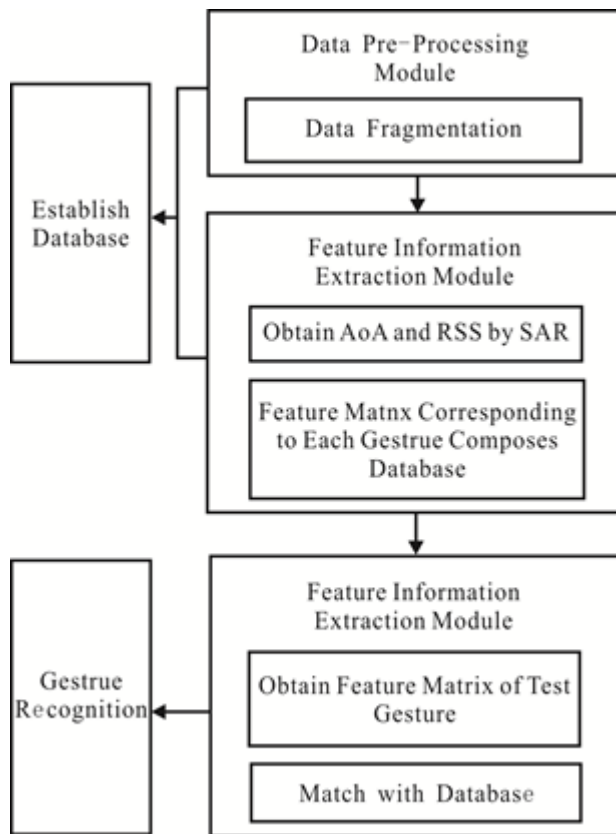 Data Pre-Processing
Module
Data Fragmentation
Establish
Database
Feature Information
Extraction Module
Obtain AoA and RSS by SAR
Feature Matnx Corresponding
to Each Gestrue Composes
Database
Feature Information
Extraction Module
Gestrue
Recognition
Obtain Feature Matrix of Test
Gesture
Match with Database